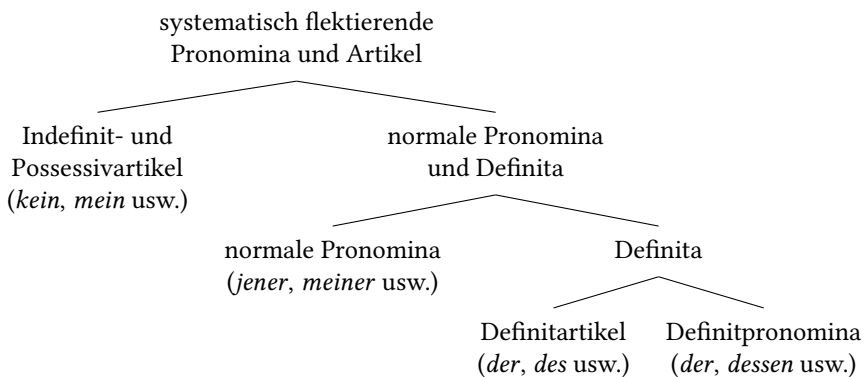 systematisch flektierende
Pronomina und Artikel
Indefinit- und
Possessivartikel
(kein, mein usw.)
normale Pronomina
und Definita
normale Pronomina
(jener, meiner usw.)
Definita
Definitartikel
(der, des usw.)
Definitpronomina
(der, dessen usw.)